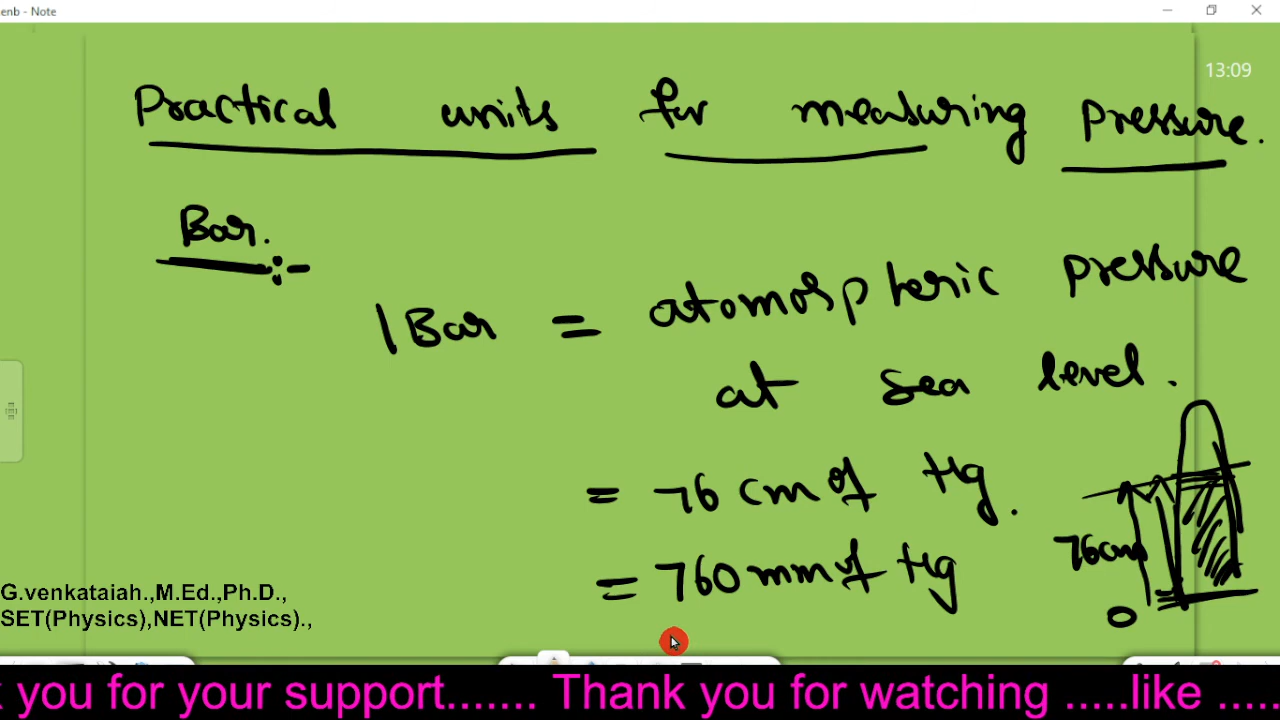 enb - Note
13:09
Practical units for measuring pressure.
Bar. :-
1 Bar = atomospheric pressure
at sea level.
= 76 cm of Hg.
= 760 mm of Hg
76cm
0
G.venkataiah.,M.Ed.,Ph.D.,
SET(Physics),NET(Physics).,
you for your support....... Thank you for watching .....like .....